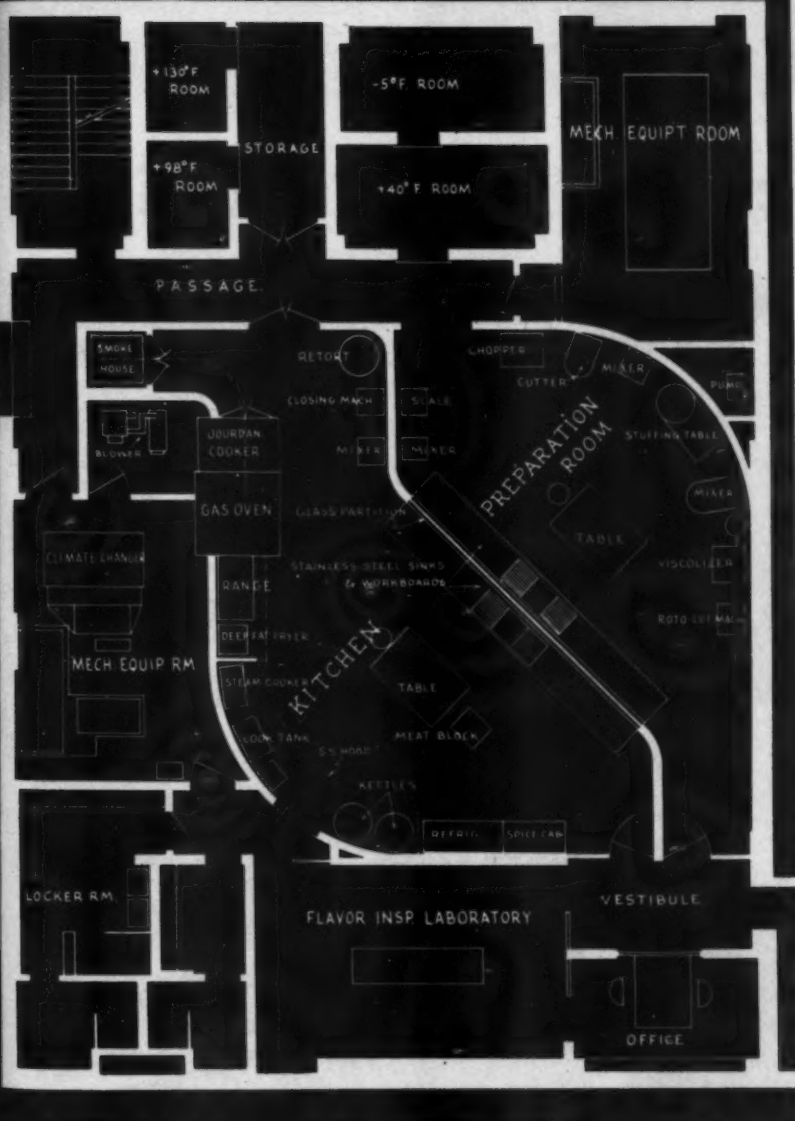 +130°F.
ROOM
-5°F. ROOM
MECH. EQUIPT ROOM
STORAGE
+98°F
ROOM
+40°F. ROOM
PASSAGE.
SMOKE
HOUSE
RETORT
CHOPPER
CUTTER
MIXER
PUMP
CLOSING MACH
SCALE
BLOWER
JOURDAN
COOKER
MIXER
MIXER
PREPARATION
ROOM
STUFFING TABLE
MIXER
GAS OVEN
GLASS PARTITION
TABLE
CLIMATE CHANGER
STAINLESS STEEL SINKS
& WORKBOARDS
VISCOLIZER
RANGE
ROTO CUT MACH
DEEP FAT FRYER
KITCHEN
MECH. EQUIP RM
STEAM COOKER
TABLE
COOK TANK
MEAT BLOCK
S.S. HOOD
KETTLES
REFRIG
SPICE CAB
LOCKER RM.
FLAVOR INSP. LABORATORY
VESTIBULE
OFFICE